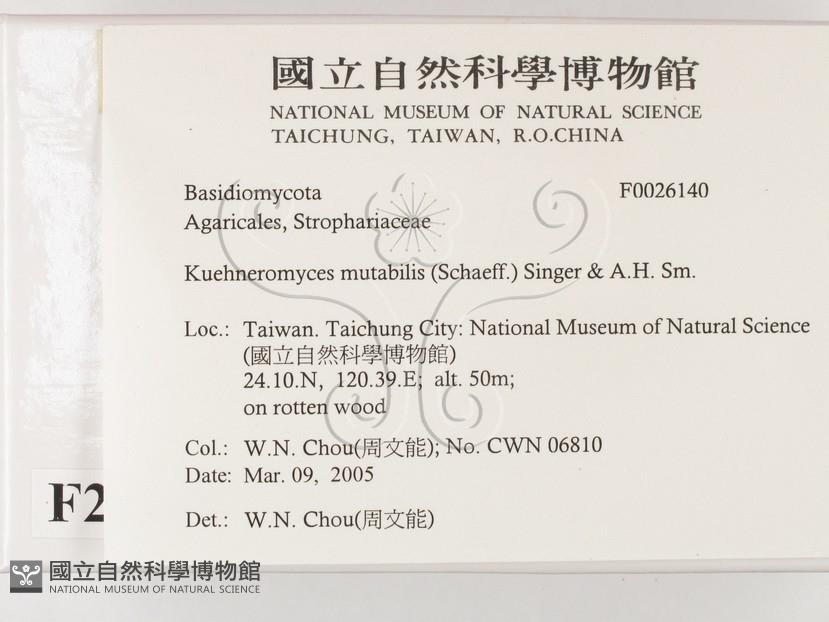 國立自然科學博物館
NATIONAL MUSEUM OF NATURAL SCIENCE
TAICHUNG, TAIWAN, R.O.CHINA
Basidiomycota F0026140
Agaricales, Strophariaceae
Kuehneromyces mutabilis (Schaeff.) Singer & A.H. Sm.
Loc.: Taiwan. Taichung City: National Museum of Natural Science
(國立自然科學博物館)
24.10.N, 120.39.E; alt. 50m;
on rotten wood
Col.: W.N. Chou(周文能); No. CWN 06810
Date: Mar. 09, 2005
Det.: W.N. Chou(周文能)
F2
國立自然科學博物館
NATIONAL MUSEUM OF NATURAL SCIENCE